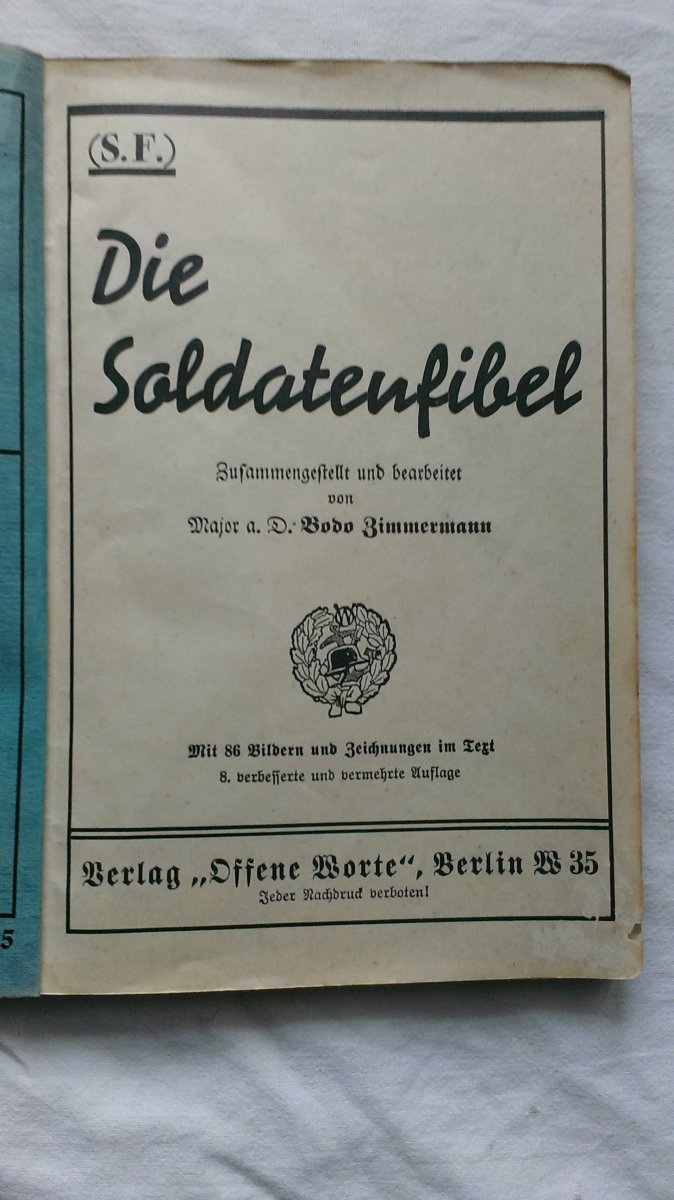 (S. F.)
Die
Soldatenfibel
Zusammengestellt und bearbeitet
von
Major a. D. Bodo Zimmermann
Mit 86 Bildern und Zeichnungen im Text
8. verbesserte und vermehrte Auflage
Verlag „Offene Worte“, Berlin W 35
Jeder Nachdruck verboten!
5